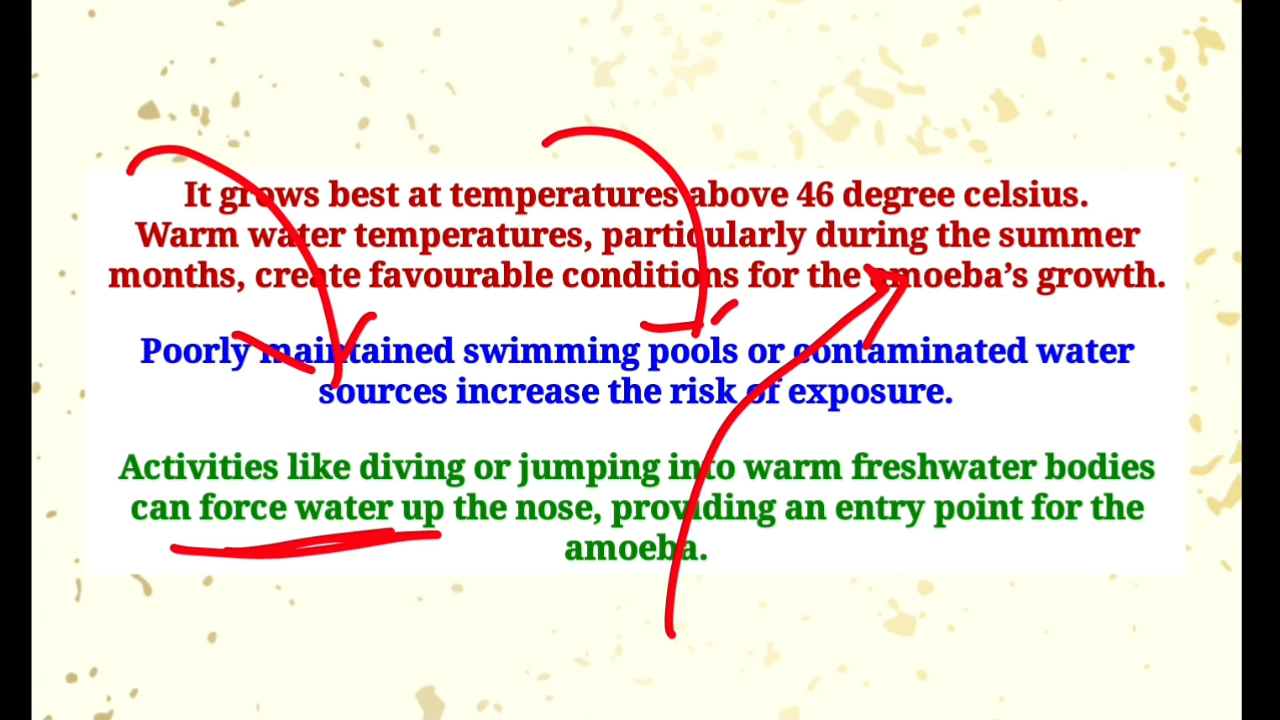 It grows best at temperatures above 46 degree celsius.
Warm water temperatures, particularly during the summer
months, create favourable conditions for the amoeba’s growth.
Poorly maintained swimming pools or contaminated water
sources increase the risk of exposure.
Activities like diving or jumping into warm freshwater bodies
can force water up the nose, providing an entry point for the
amoeba.